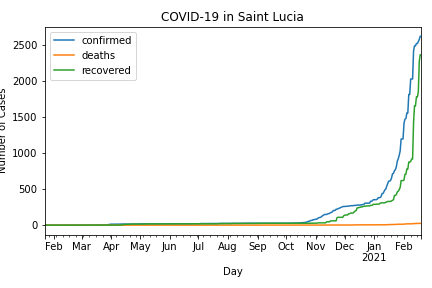 COVID-19 in Saint Lucia
confirmed
deaths
recovered
2500
2000
1500
1000
500
0
Number of Cases
Feb Mar Apr May Jun Jul Aug Sep Oct Nov Dec Jan Feb
2021
Day